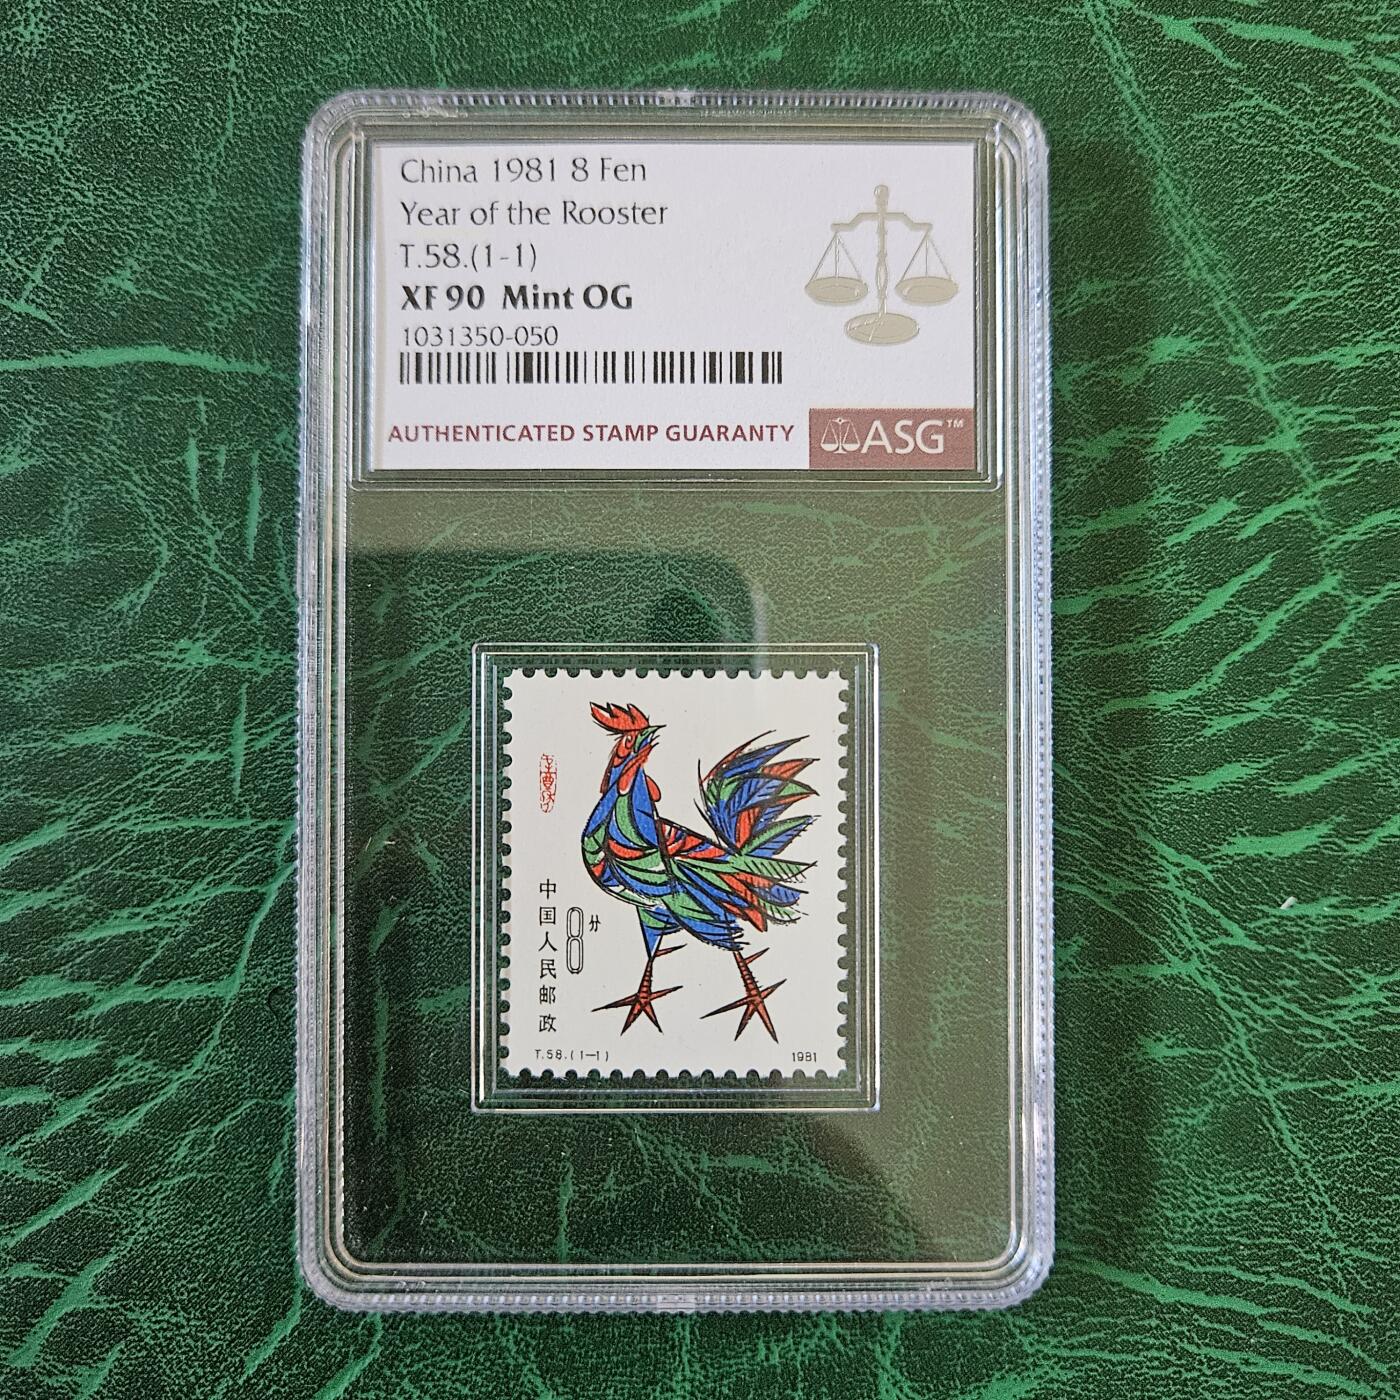 China 1981 8 Fen
Year of the Rooster
T.58.(1-1)
XF 90 Mint OG
1031350-050
AUTHENTICATED STAMP GUARANTY
ASG™
中国人民邮政
8分
T.58.(1—1)
1981